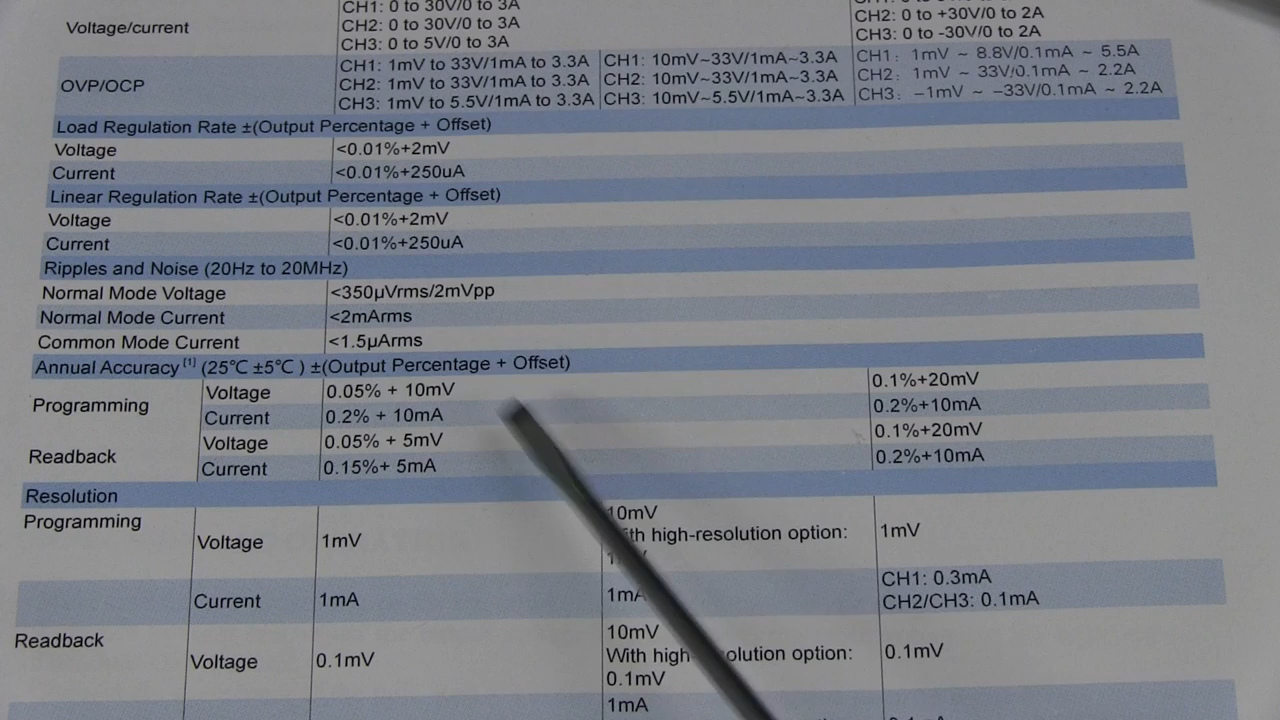 CH1: 0 to 30V/0 to 3A
Voltage/current CH2: 0 to 30V/0 to 3A CH2: 0 to +30V/0 to 2A
CH3: 0 to 5V/0 to 3A CH3: 0 to -30V/0 to 2A
CH1: 1mV to 33V/1mA to 3.3A CH1: 10mV~33V/1mA~3.3A CH1: 1mV ~ 8.8V/0.1mA ~ 5.5A
OVP/OCP CH2: 1mV to 33V/1mA to 3.3A CH2: 10mV~33V/1mA~3.3A CH2: 1mV ~ 33V/0.1mA ~ 2.2A
CH3: 1mV to 5.5V/1mA to 3.3A CH3: 10mV~5.5V/1mA~3.3A CH3: −1mV ~ −33V/0.1mA ~ 2.2A
Load Regulation Rate ±(Output Percentage + Offset)
Voltage <0.01%+2mV
Current <0.01%+250uA
Linear Regulation Rate ±(Output Percentage + Offset)
Voltage <0.01%+2mV
Current <0.01%+250uA
Ripples and Noise (20Hz to 20MHz)
Normal Mode Voltage <350µVrms/2mVpp
Normal Mode Current <2mArms
Common Mode Current <1.5µArms
Annual Accuracy [1] (25℃ ±5℃ ) ±(Output Percentage + Offset)
Programming Voltage 0.05% + 10mV 0.1%+20mV
Current 0.2% + 10mA 0.2%+10mA
Readback Voltage 0.05% + 5mV 0.1%+20mV
Current 0.15%+ 5mA 0.2%+10mA
Resolution
Programming
Voltage 1mV 10mV
high-resolution option: 1mV
Current 1mA CH1: 0.3mA
CH2/CH3: 0.1mA
Readback
Voltage 0.1mV 10mV
With option: 0.1mV
0.1mV
1mA